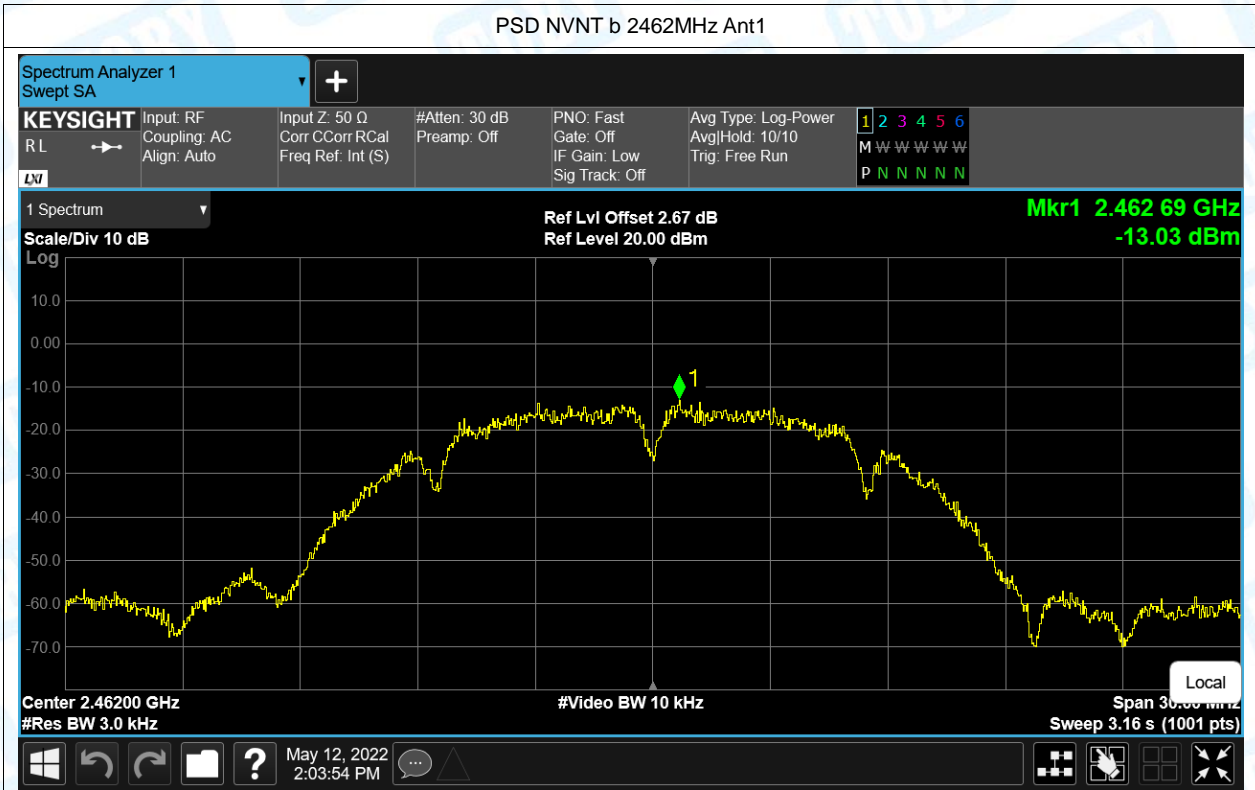 PSD NVNT b 2462MHz Ant1
Spectrum Analyzer 1
Swept SA
KEYSIGHT
RL
LXI
Input: RF
Coupling: AC
Align: Auto
Input Z: 50 Ω
Corr CCorr RCal
Freq Ref: Int (S)
#Atten: 30 dB
Preamp: Off
PNO: Fast
Gate: Off
IF Gain: Low
Sig Track: Off
Avg Type: Log-Power
Avg|Hold: 10/10
Trig: Free Run
1 2 3 4 5 6
M W W W W W
P N N N N N
1 Spectrum
Scale/Div 10 dB
Ref Lvl Offset 2.67 dB
Ref Level 20.00 dBm
Mkr1 2.462 69 GHz
-13.03 dBm
Log
10.0
0.00
-10.0
-20.0
-30.0
-40.0
-50.0
-60.0
-70.0
1
Center 2.46200 GHz
#Res BW 3.0 kHz
#Video BW 10 kHz
Local
Span 30.00 MHz
Sweep 3.16 s (1001 pts)
?
May 12, 2022
2:03:54 PM